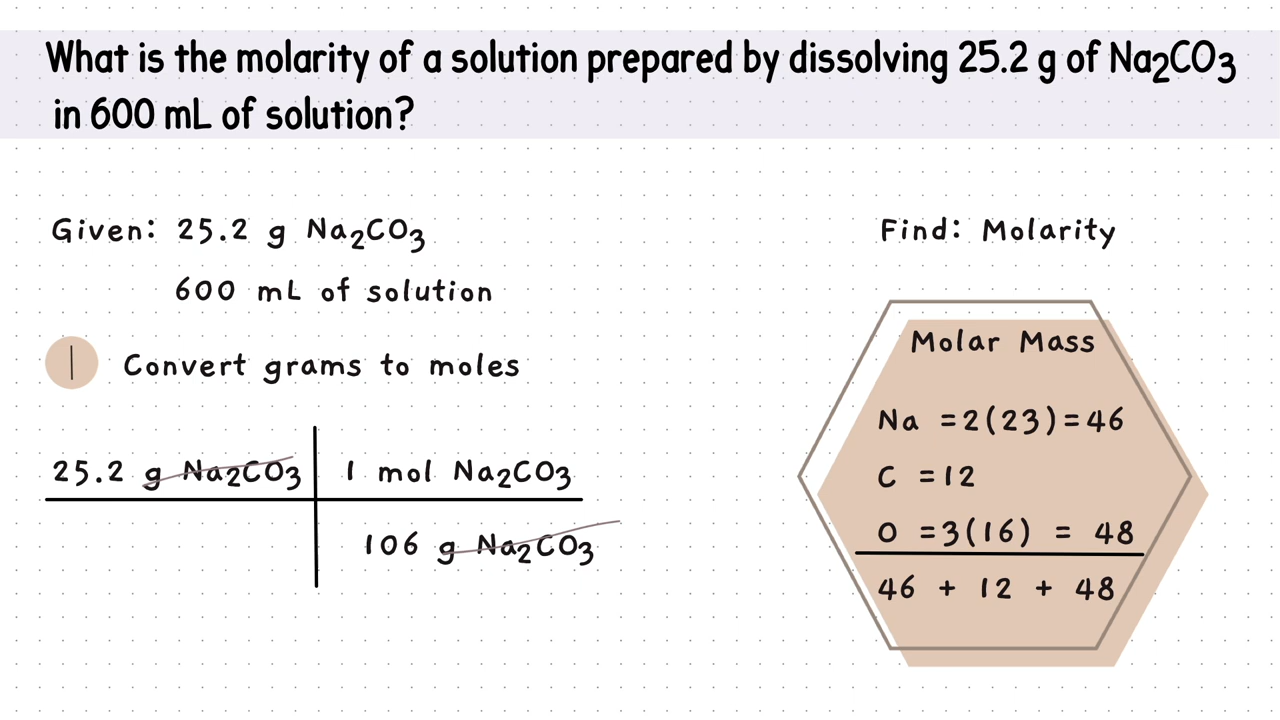 What is the molarity of a solution prepared by dissolving 25.2 g of Na₂CO₃
in 600 mL of solution?
Given: 25.2 g Na₂CO₃
600 mL of solution
Find: Molarity
1 Convert grams to moles
25.2 g Na₂CO₃ 1 mol Na₂CO₃
106 g Na₂CO₃
Molar Mass
Na =2(23)=46
C =12
O =3(16) = 48
46 + 12 + 48